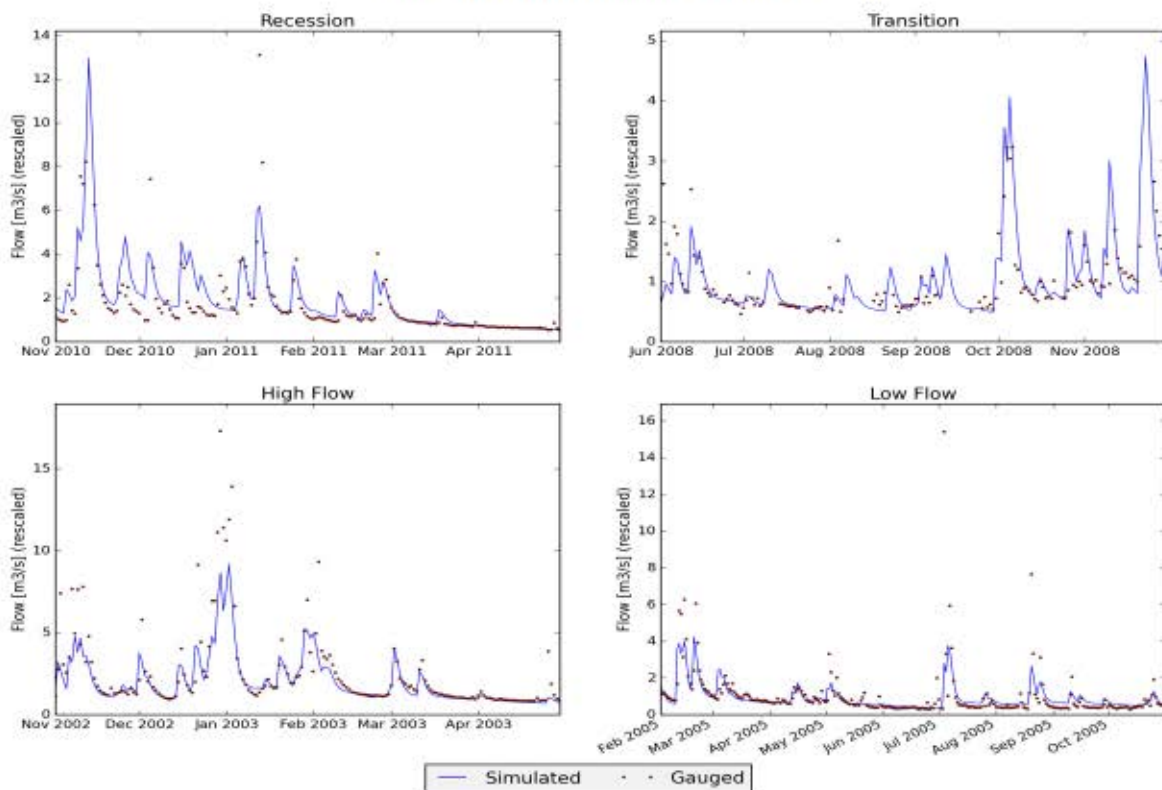 Recession
Flow [m3/s] (rescaled)
14
12
10
8
6
4
2
0
Nov 2010 Dec 2010 Jan 2011 Feb 2011 Mar 2011 Apr 2011
Transition
Flow [m3/s] (rescaled)
5
4
3
2
1
0
Jun 2008 Jul 2008 Aug 2008 Sep 2008 Oct 2008 Nov 2008
High Flow
Flow [m3/s] (rescaled)
15
10
5
0
Nov 2002 Dec 2002 Jan 2003 Feb 2003 Mar 2003 Apr 2003
Low Flow
Flow [m3/s] (rescaled)
16
14
12
10
8
6
4
2
0
Feb 2005 Mar 2005 Apr 2005 May 2005 Jun 2005 Jul 2005 Aug 2005 Sep 2005 Oct 2005
Simulated Gauged